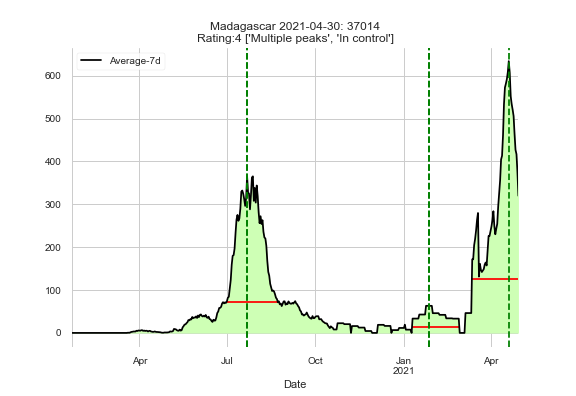 Madagascar 2021-04-30: 37014
Rating:4 ['Multiple peaks', 'In control']
Average-7d
600
500
400
300
200
100
0
Apr
Jul
Oct
Jan
2021
Apr
Date